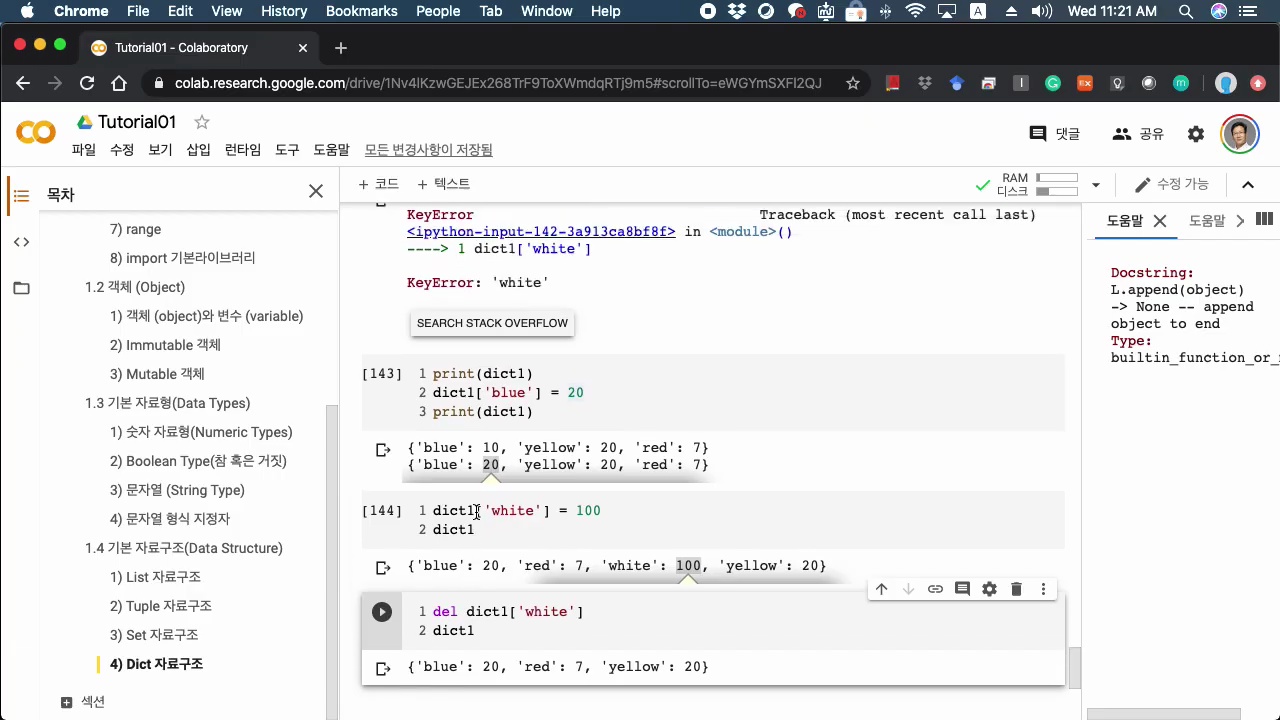 Chrome File Edit View History Bookmarks People Tab Window Help
A Wed 11:21 AM
Tutorial01 - Colaboratory
colab.research.google.com/drive/1Nv4lKzwGEJEx268TrF9ToXWmdqRTj9m5#scrollTo=eWGYmSXFl2QJ
Tutorial01
파일 수정 보기 삽입 런타임 도구 도움말 모든 변경사항이 저장됨
댓글 공유
목차
+ 코드 + 텍스트
RAM
디스크
수정 가능
7) range
8) import 기본라이브러리
1.2 객체 (Object)
1) 객체 (object)와 변수 (variable)
2) Immutable 객체
3) Mutable 객체
1.3 기본 자료형(Data Types)
1) 숫자 자료형(Numeric Types)
2) Boolean Type(참 혹은 거짓)
3) 문자열 (String Type)
4) 문자열 형식 지정자
1.4 기본 자료구조(Data Structure)
1) List 자료구조
2) Tuple 자료구조
3) Set 자료구조
4) Dict 자료구조
섹션
KeyError Traceback (most recent call last)
<ipython-input-142-3a913ca8bf8f> in <module>()
----> 1 dict1['white']
KeyError: 'white'
SEARCH STACK OVERFLOW
[143] 1 print(dict1)
2 dict1['blue'] = 20
3 print(dict1)
{'blue': 10, 'yellow': 20, 'red': 7}
{'blue': 20, 'yellow': 20, 'red': 7}
[144] 1 dict1['white'] = 100
2 dict1
{'blue': 20, 'red': 7, 'white': 100, 'yellow': 20}
1 del dict1['white']
2 dict1
{'blue': 20, 'red': 7, 'yellow': 20}
도움말 도움말
Docstring:
L.append(object)
-> None -- append
object to end
Type:
builtin_function_or_